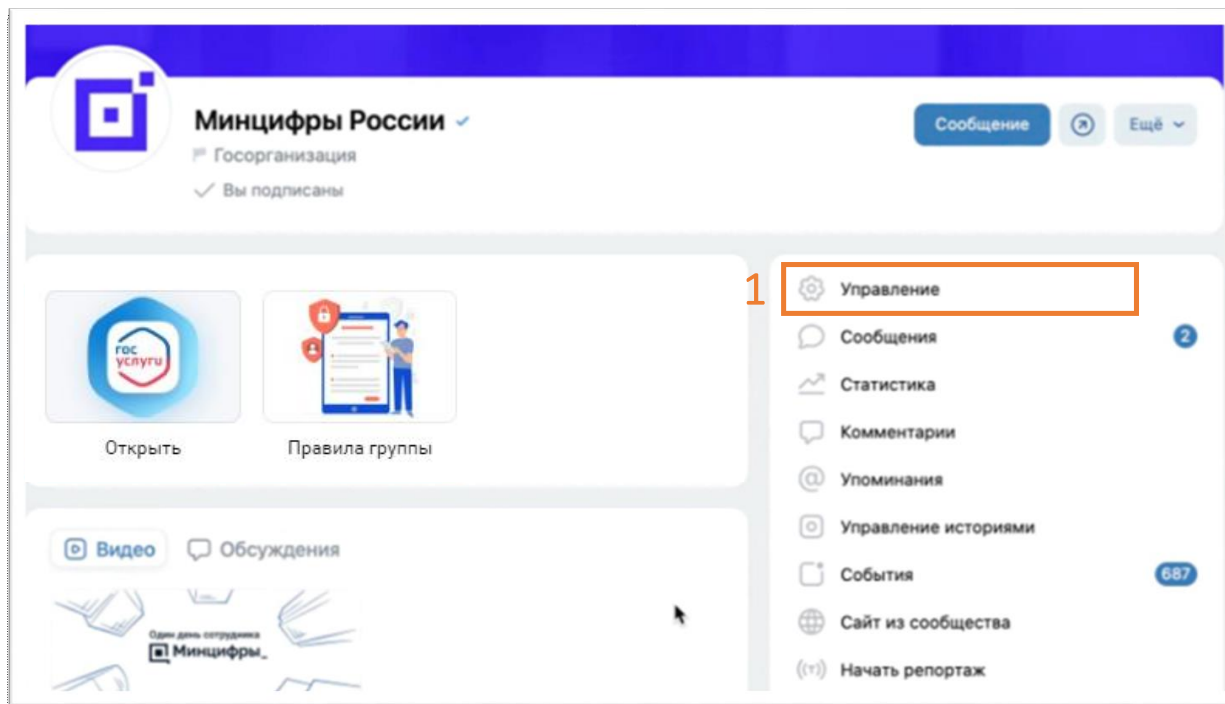 Минцифры России
Госорганизация
Вы подписаны
Сообщение
Ещё
гос
услуги
Открыть
Правила группы
Видео
Обсуждения
Один день сотрудника
Минцифры_
1
Управление
Сообщения
2
Статистика
Комментарии
Упоминания
Управление историями
События
687
Сайт из сообщества
Начать репортаж